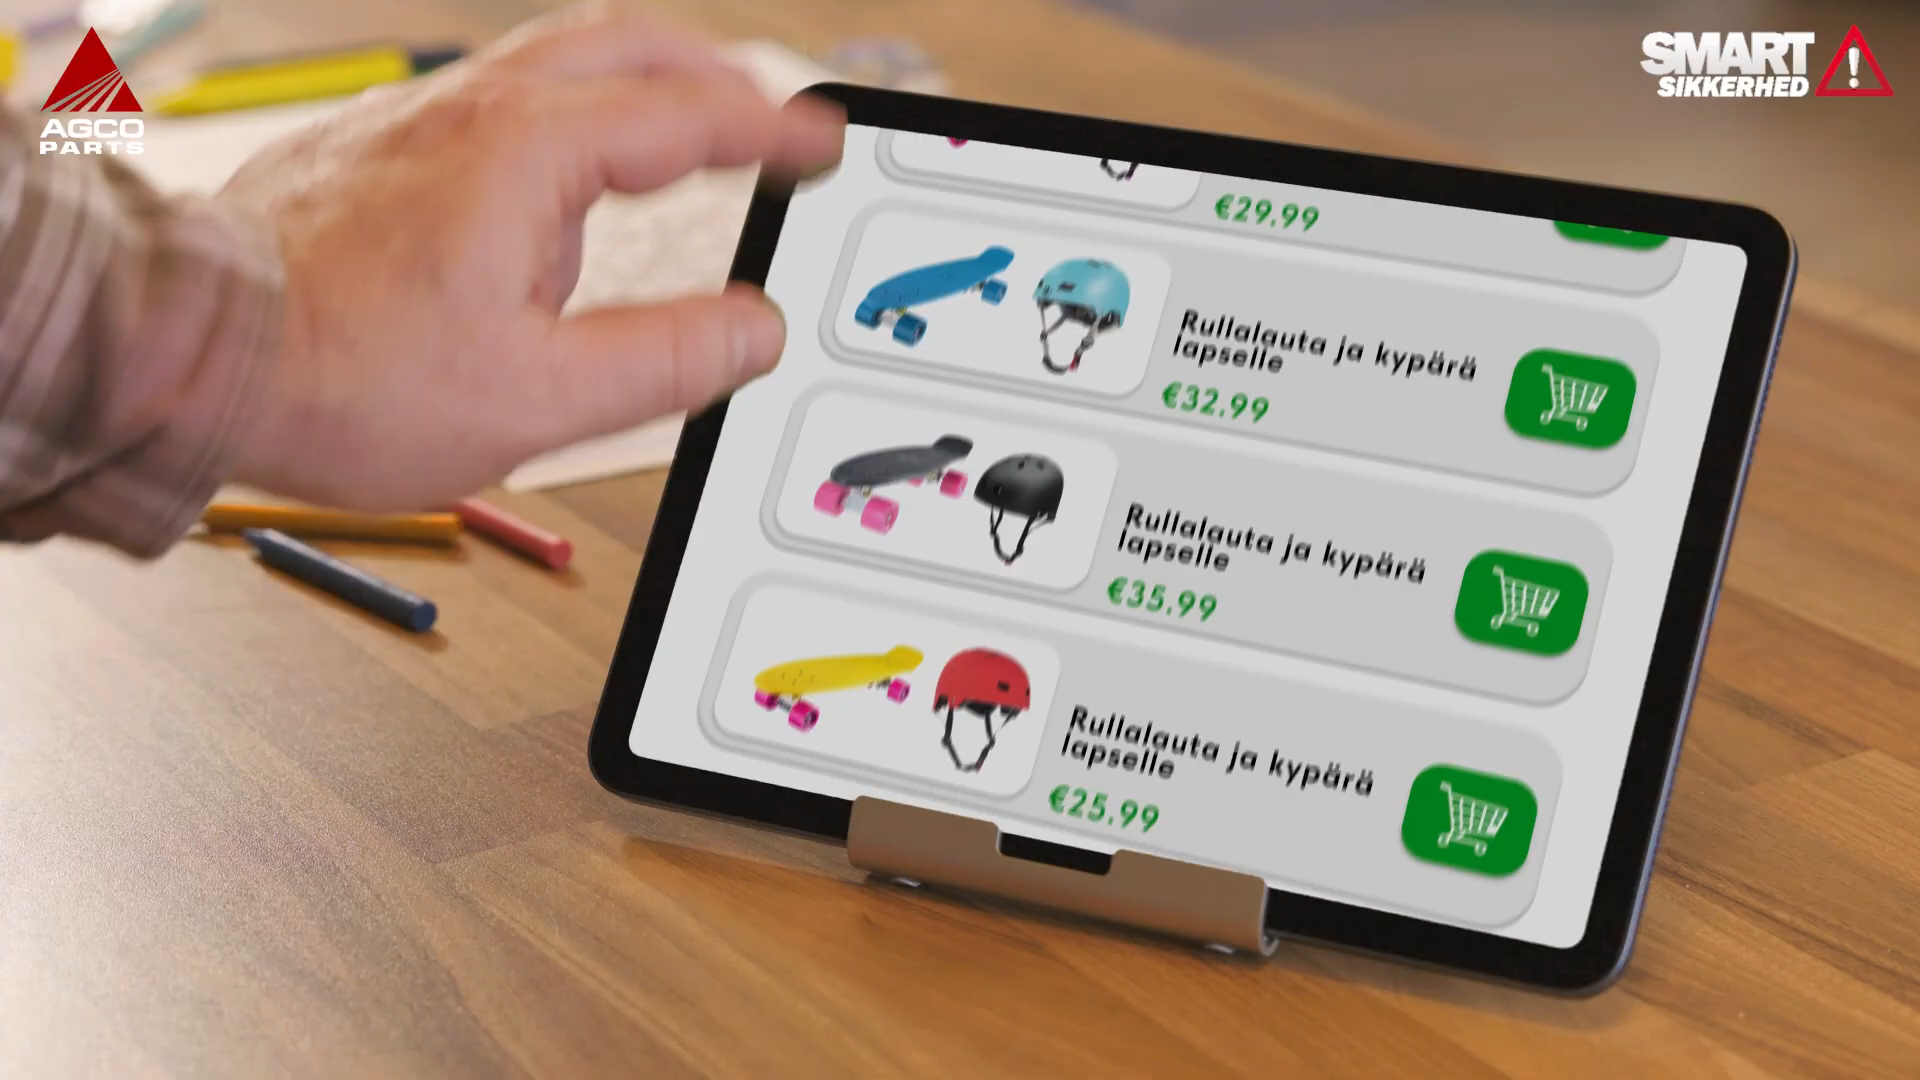 AGCO
PARTS
SMART
SIKKERHED
€29.99
Rullalauta ja kypärä
lapselle
€32.99
Rullalauta ja kypärä
lapselle
€35.99
Rullalauta ja kypärä
lapselle
€25.99